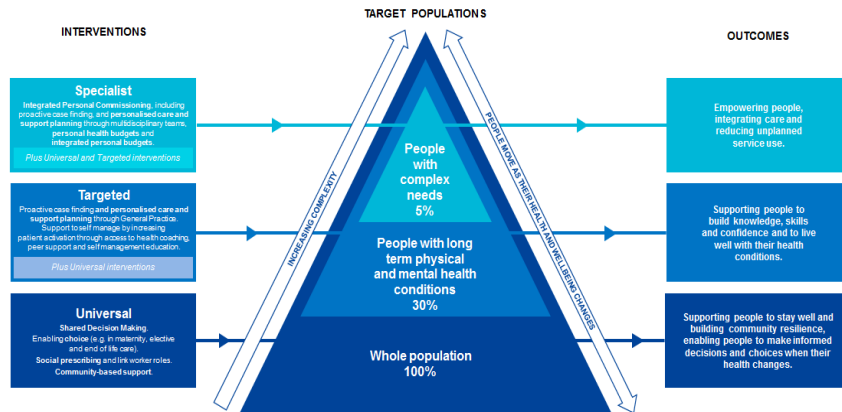 TARGET POPULATIONS
INTERVENTIONS
OUTCOMES
Specialist
Integrated Personal Commissioning, including
proactive case finding, and personalised care and
support planning through multidisciplinary teams,
personal health budgets and
integrated personal budgets.
Plus Universal and Targeted interventions
Targeted
Proactive case finding and personalised care and
support planning through General Practice.
Support to self manage by increasing
patient activation through access to health coaching,
peer support and self management education.
Plus Universal interventions
Universal
Shared Decision Making.
Enabling choice (e.g. in maternity, elective
and end of life care).
Social prescribing and link worker roles.
Community-based support.
INCREASING COMPLEXITY
People
with
complex
needs
5%
People with long
term physical
and mental health
conditions
30%
Whole population
100%
PEOPLE MOVE AS THEIR HEALTH AND WELLBEING CHANGES
Empowering people,
integrating care and
reducing unplanned
service use.
Supporting people to
build knowledge, skills
and confidence and to live
well with their health
conditions.
Supporting people to stay well and
building community resilience,
enabling people to make informed
decisions and choices when their
health changes.